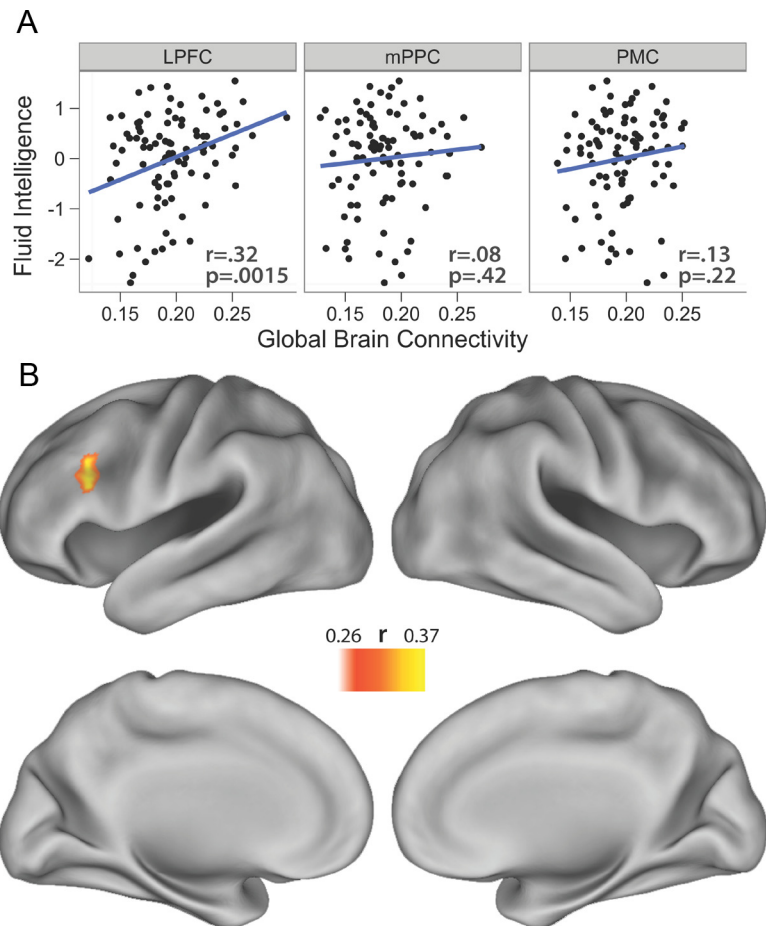 A
LPFC
mPPC
PMC
Fluid Intelligence
1
0
-1
-2
r=.32
p=.0015
r=.08
p=.42
r=.13
p=.22
0.15 0.20 0.25
0.15 0.20 0.25
0.15 0.20 0.25
Global Brain Connectivity
B
0.26 r 0.37